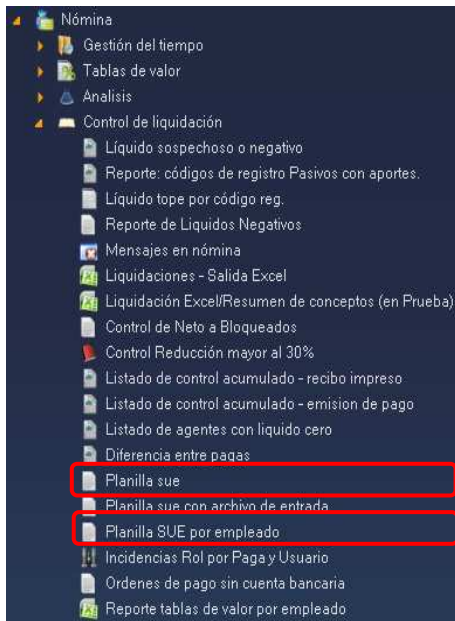 Nómina
Gestión del tiempo
Tablas de valor
Analisis
Control de liquidación
Líquido sospechoso o negativo
Reporte: códigos de registro Pasivos con aportes.
Líquido tope por código reg.
Reporte de Liquidos Negativos
Mensajes en nómina
Liquidaciones - Salida Excel
Liquidación Excel/Resumen de conceptos (en Prueba)
Control de Neto a Bloqueados
Control Reducción mayor al 30%
Listado de control acumulado - recibo impreso
Listado de control acumulado - emision de pago
Listado de agentes con liquido cero
Diferencia entre pagas
Planilla sue
Planilla sue con archivo de entrada
Planilla SUE por empleado
Incidencias Rol por Paga y Usuario
Ordenes de pago sin cuenta bancaria
Reporte tablas de valor por empleado